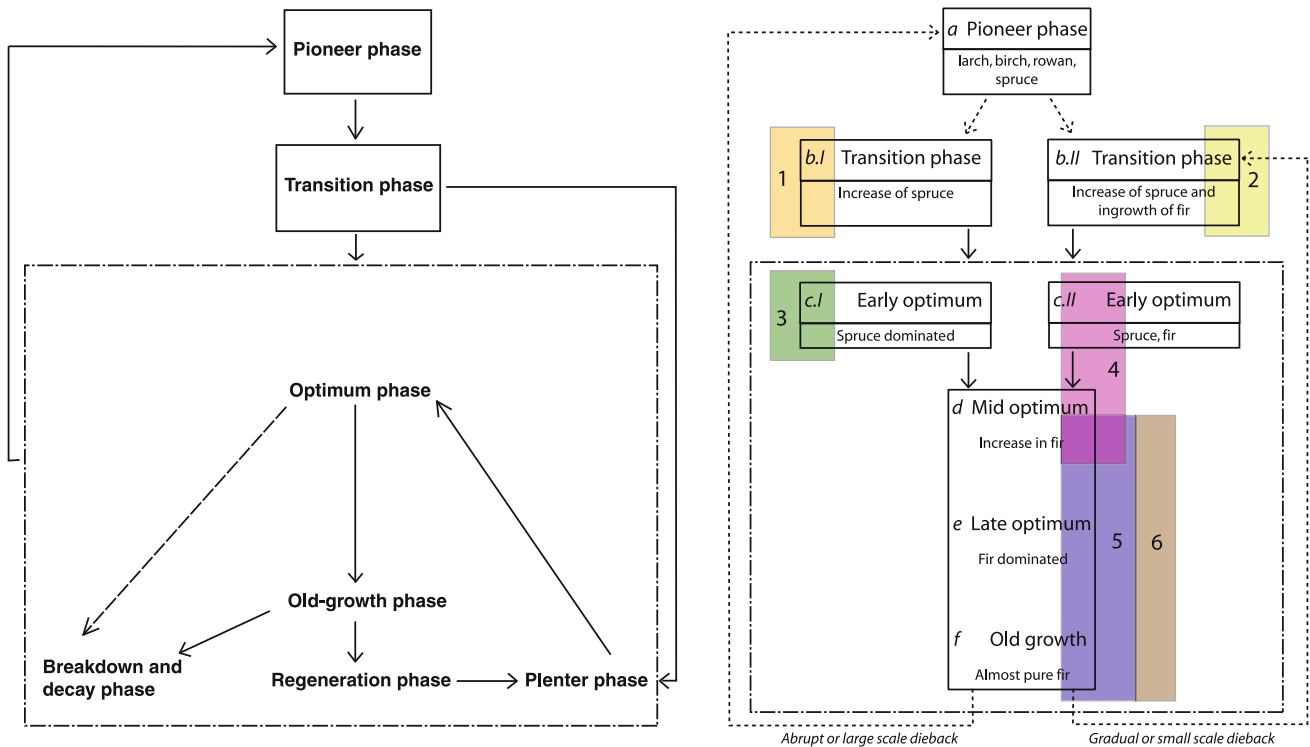 Pioneer phase
Transition phase
Optimum phase
Old-growth phase
Breakdown and
decay phase
Regeneration phase
Plenter phase
a Pioneer phase
larch, birch, rowan,
spruce
1
b.I Transition phase
Increase of spruce
b.II Transition phase
Increase of spruce and
ingrowth of fir
2
3
c.I Early optimum
Spruce dominated
c.II Early optimum
Spruce, fir
4
d Mid optimum
Increase in fir
e Late optimum
Fir dominated
5
6
f Old growth
Almost pure fir
Abrupt or large scale dieback
Gradual or small scale dieback